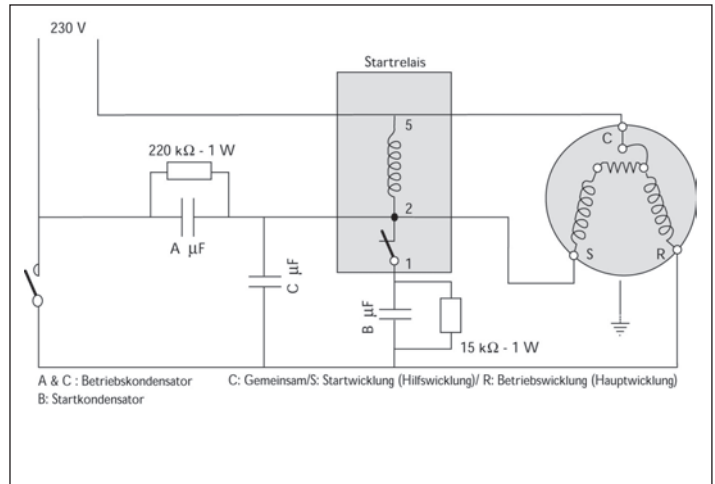 230 V
Startrelais
5
C
220 kΩ - 1 W
2
A µF
S
R
C µF
1
B µF
15 kΩ - 1 W
A & C : Betriebskondensator
C: Gemeinsam/S: Startwicklung (Hilfswicklung)/ R: Betriebswicklung (Hauptwicklung)
B: Startkondensator